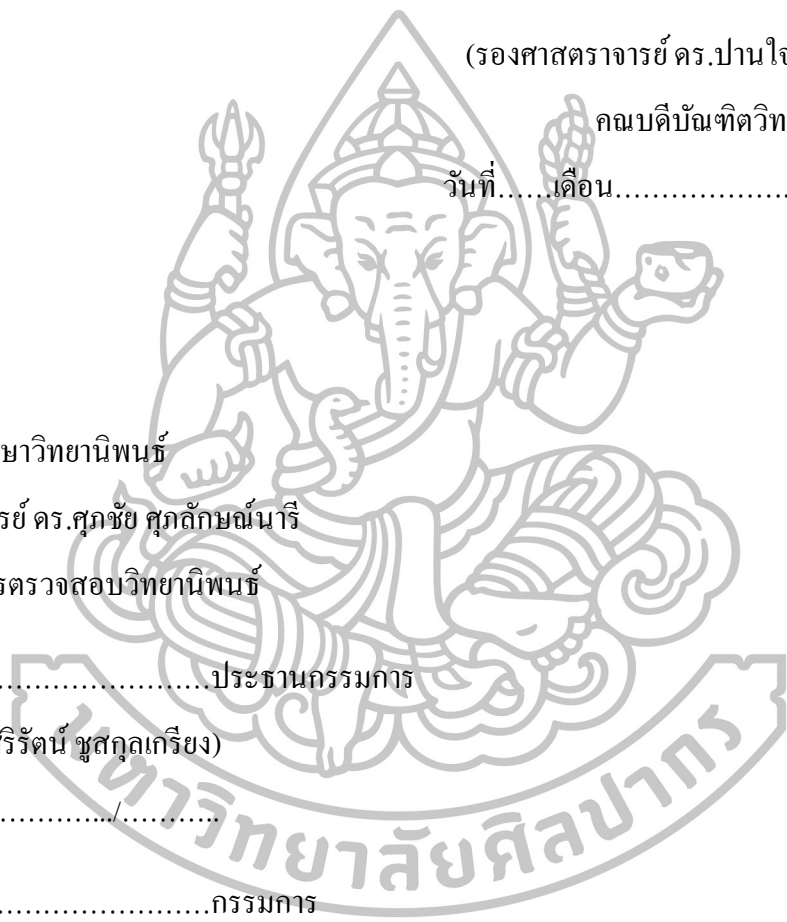 (รองศาสตราจารย์ ดร.ปานใจ
คณบดีบัณฑิตวิท
วันที่......เดือน....................
ษาวิทยานิพนธ์
รย์ ดร.ศุภชัย ศุภลักษณ์นารี
รตรวจสอบวิทยานิพนธ์
........................ประธานกรรมการ
ริรัตน์ ชูสกุลเกรียง)
............../...........
........................กรรมการ
มหาวิทยาลัยศิลปากร